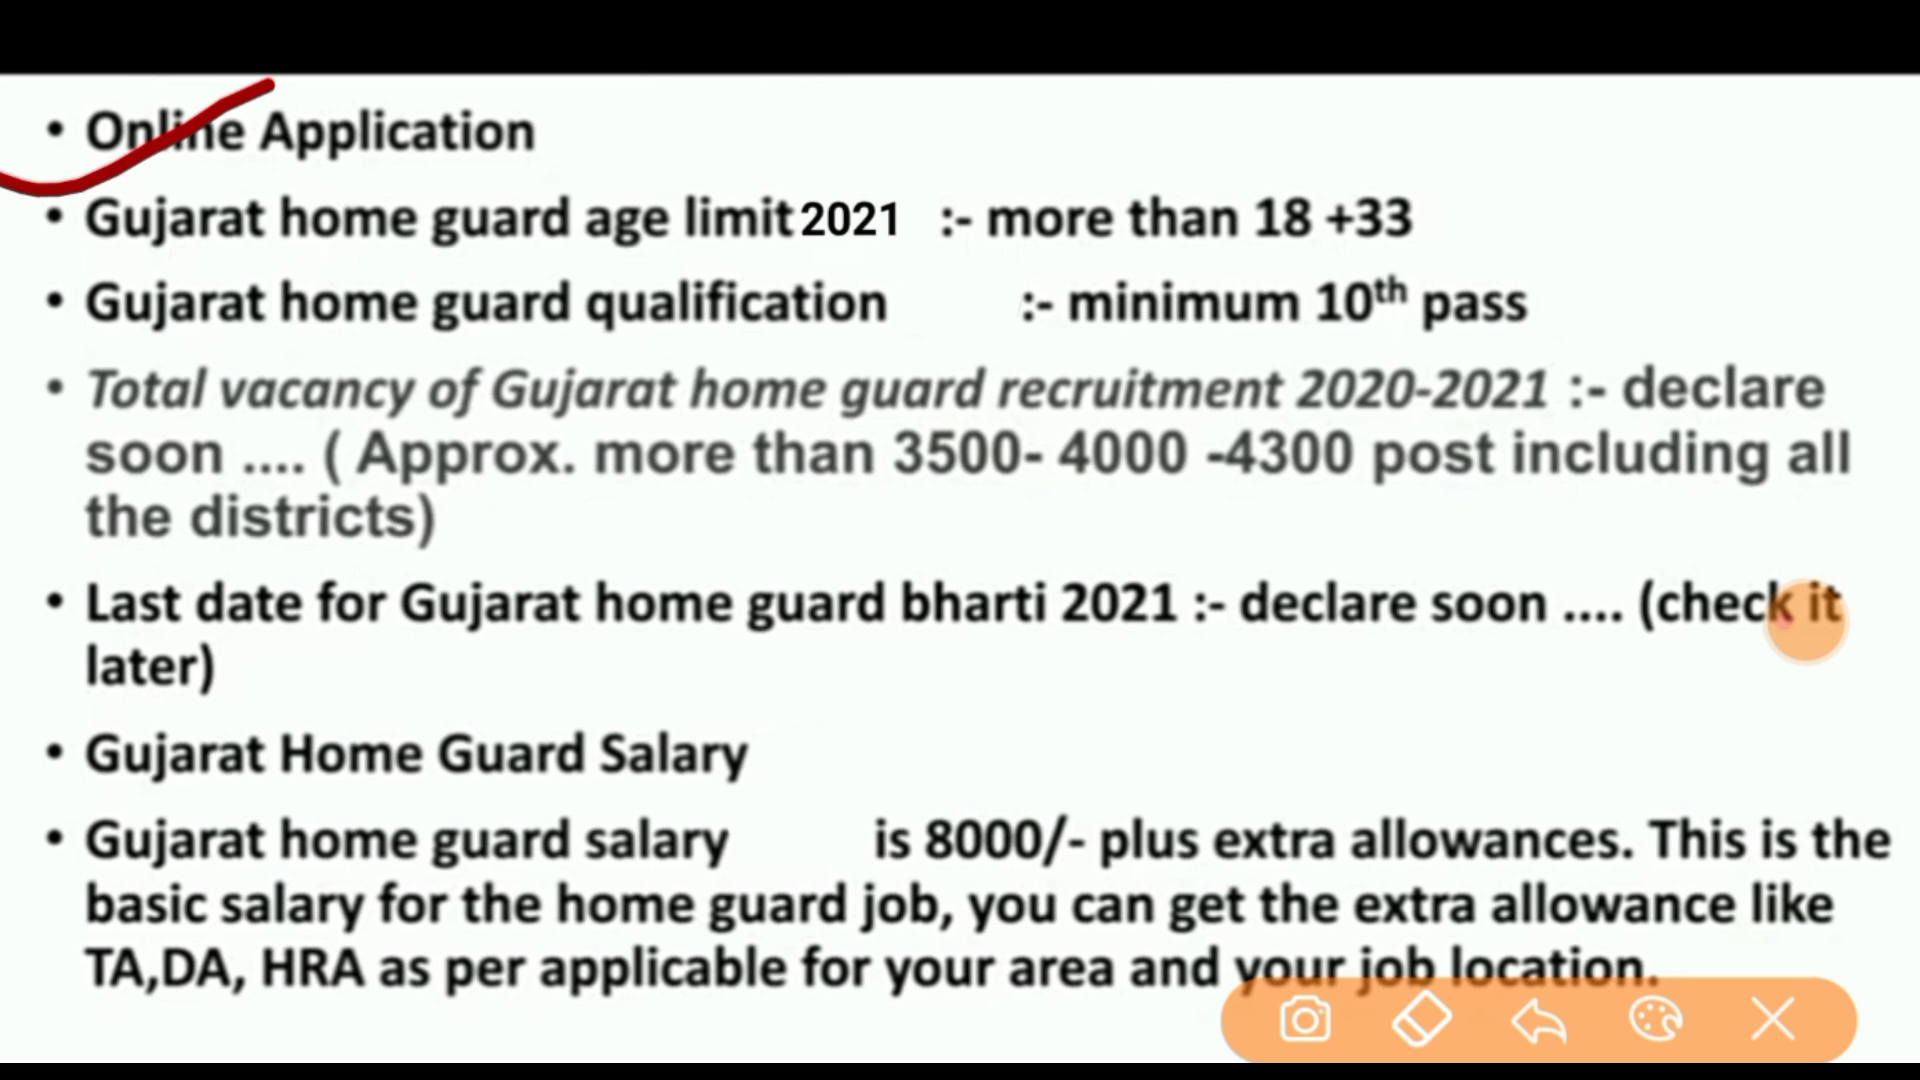 • Online Application
• Gujarat home guard age limit 2021 :- more than 18 +33
• Gujarat home guard qualification :- minimum 10th pass
• Total vacancy of Gujarat home guard recruitment 2020-2021 :- declare
soon .... ( Approx. more than 3500- 4000 -4300 post including all
the districts)
• Last date for Gujarat home guard bharti 2021 :- declare soon .... (check it
later)
• Gujarat Home Guard Salary
• Gujarat home guard salary is 8000/- plus extra allowances. This is the
basic salary for the home guard job, you can get the extra allowance like
TA,DA, HRA as per applicable for your area and your job location.